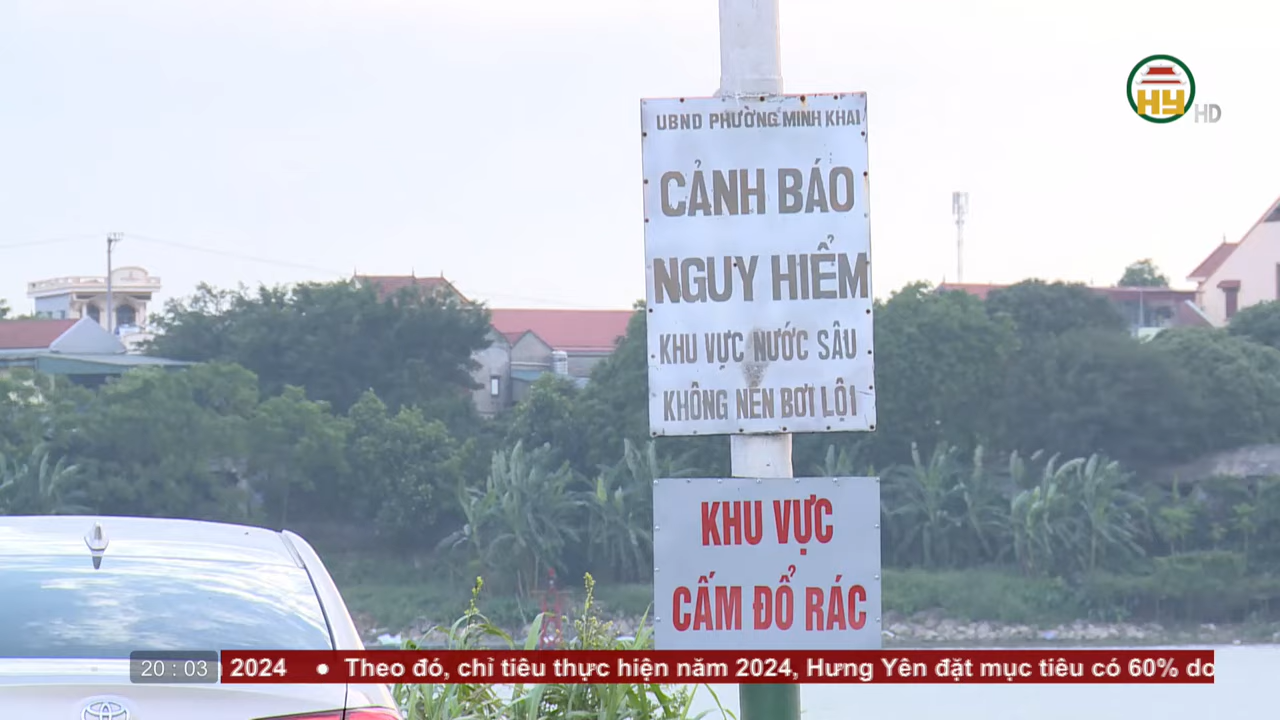 UBND PHƯỜNG MINH KHAI
CẢNH BÁO
NGUY HIỂM
KHU VỰC NƯỚC SÂU
KHÔNG NÊN BƠI LỘI
KHU VỰC
CẤM ĐỔ RÁC
HY HD
20 : 03 2024 • Theo đó, chỉ tiêu thực hiện năm 2024, Hưng Yên đặt mục tiêu có 60% do